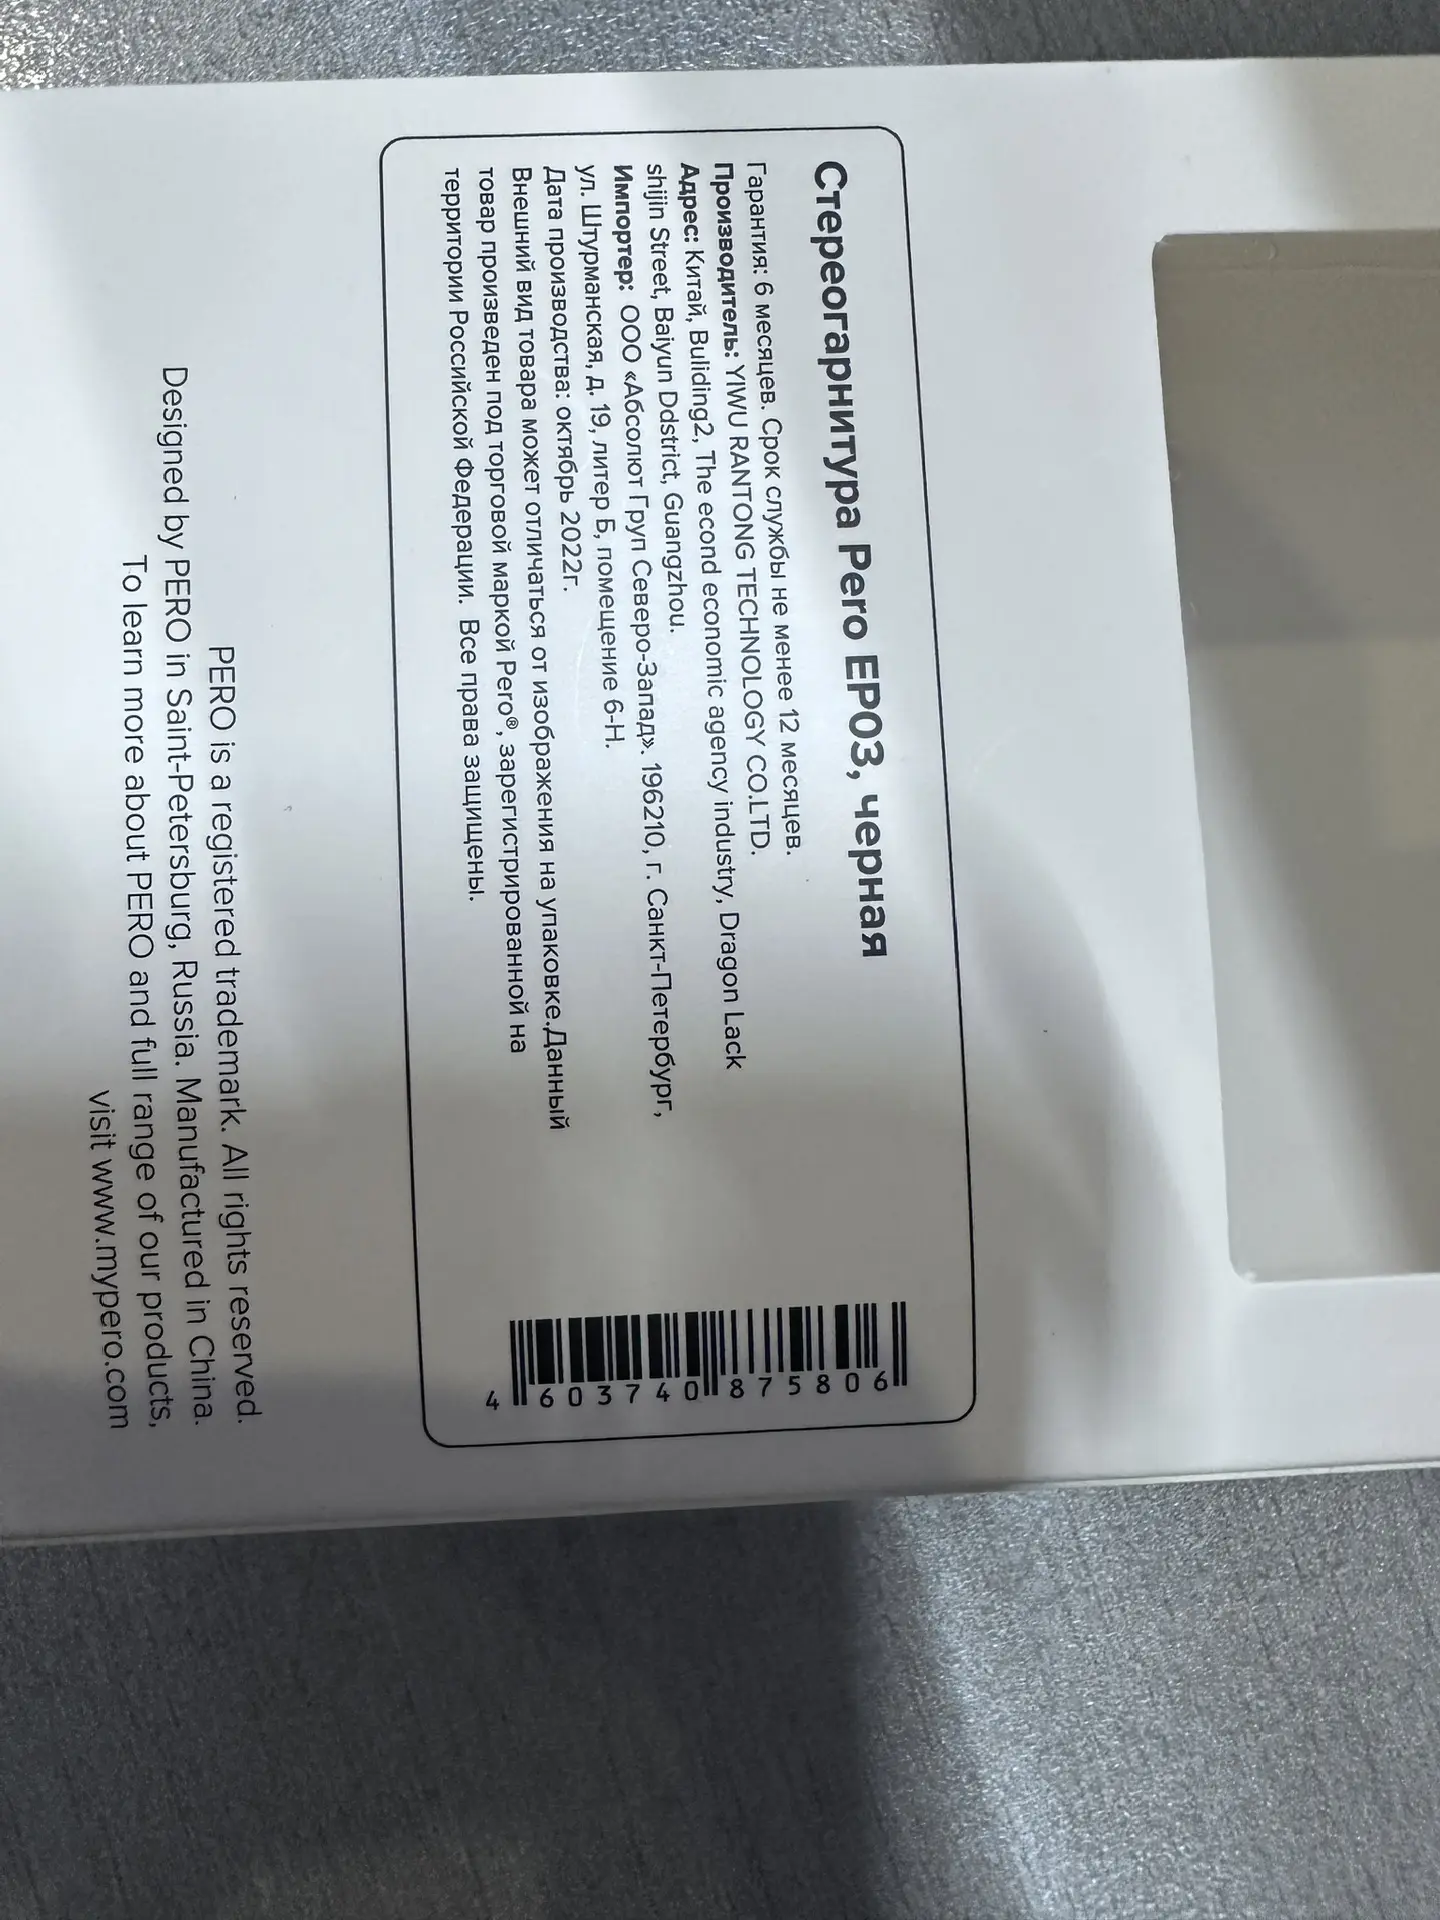 Стереогарнитура Pero EP03, черная
Гарантия: 6 месяцев. Срок службы не менее 12 месяцев.
Производитель: YIWU RANTONG TECHNOLOGY CO.LTD.
Адрес: Китай, Buliding2, The econd economic agency industry, Dragon Lack
shijin Street, Baiyun Ddstrict, Guangzhou.
Импортер: ООО «Абсолют Груп Северо-Запад». 196210, г. Санкт-Петербург,
ул. Штурманская, д. 19, литер Б, помещение 6-Н.
Дата производства: октябрь 2022г.
Внешний вид товара может отличаться от изображения на упаковке.Данный
товар произведен под торговой маркой Pero®, зарегистрированной на
территории Российской Федерации. Все права защищены.
4 603740 875806
PERO is a registered trademark. All rights reserved.
Designed by PERO in Saint-Petersburg, Russia. Manufactured in China.
To learn more about PERO and full range of our products,
visit www.mypero.com